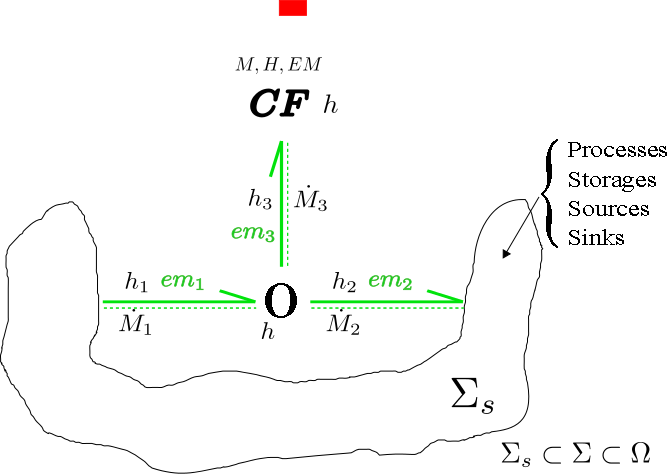 M, H, EM
CF h
h₃ Ṁ₃
em₃
Processes
Storages
Sources
Sinks
h₁ em₁ O h₂ em₂
Ṁ₁ h Ṁ₂
Σₛ
Σₛ ⊂ Σ ⊂ Ω